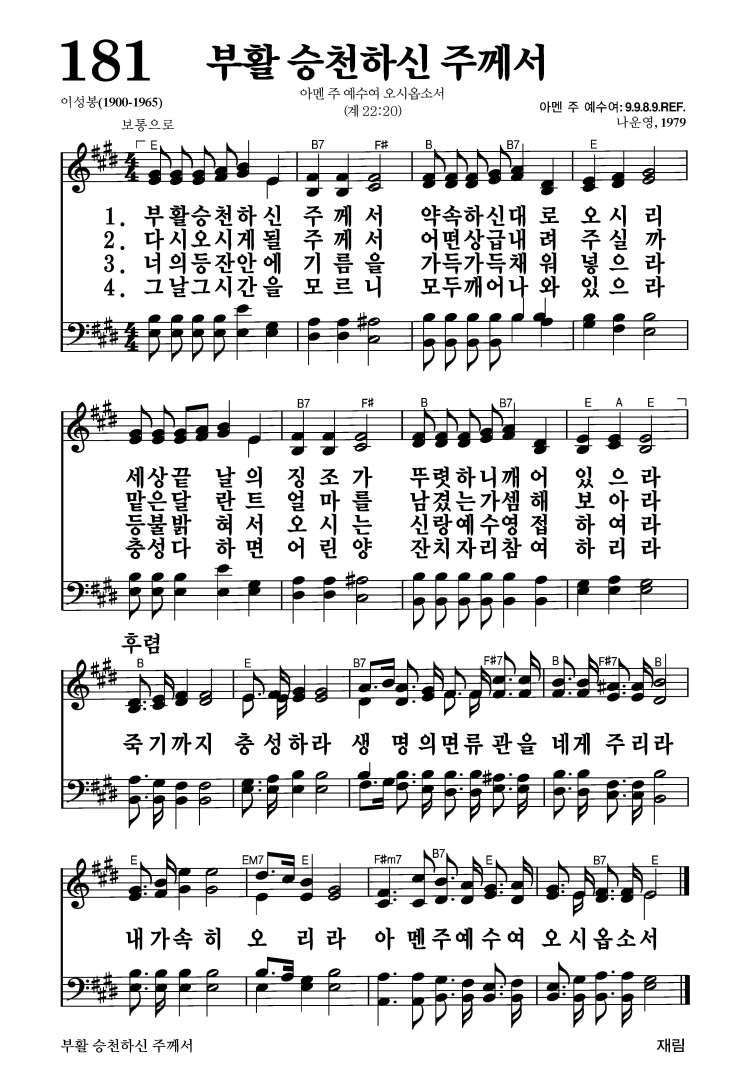 181 부활 승천하신 주께서
아멘 주 예수여 오시옵소서
(계 22:20)
이성봉(1900-1965)
아멘 주 예수여: 9.9.8.9.REF.
나운영, 1979
보통으로
E B7 F# B B7 E
1. 부활승천하신 주께서 약속하신대로 오시리
2. 다시오시게될 주께서 어떤상급내려 주실까
3. 너의등잔안에 기름을 가득가득채워 넣으라
4. 그날그시간을 모르니 모두깨어나와 있으라
B7 F# B B7 E A E
세상끝 날의 징조가 뚜렷하니깨어 있으라
맡은달 란트 얼마를 남겼는가셈해 보아라
등불밝 혀서 오시는 신랑예수영접 하여라
충성다 하면 어린양 잔치자리참여 하리라
후렴
B E B7 F#7 B F#7 B
죽기까지 충성하라 생명의면류관을 네게 주리라
E EM7 E F#m7 B7 E B7 E
내가속히 오리라 아멘주예수여 오시옵소서
부활 승천하신 주께서
재림